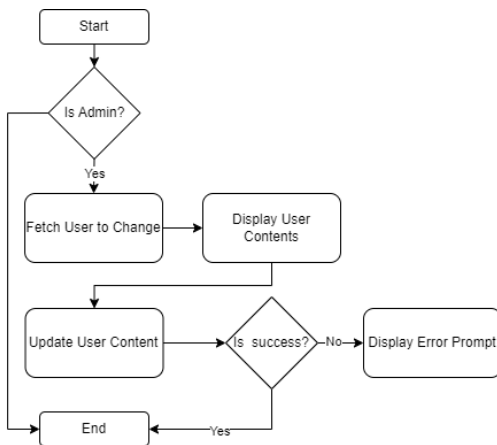 Start
Is Admin?
Yes
Fetch User to Change
Display User
Contents
Update User Content
Is success?
No
Display Error Prompt
End
Yes